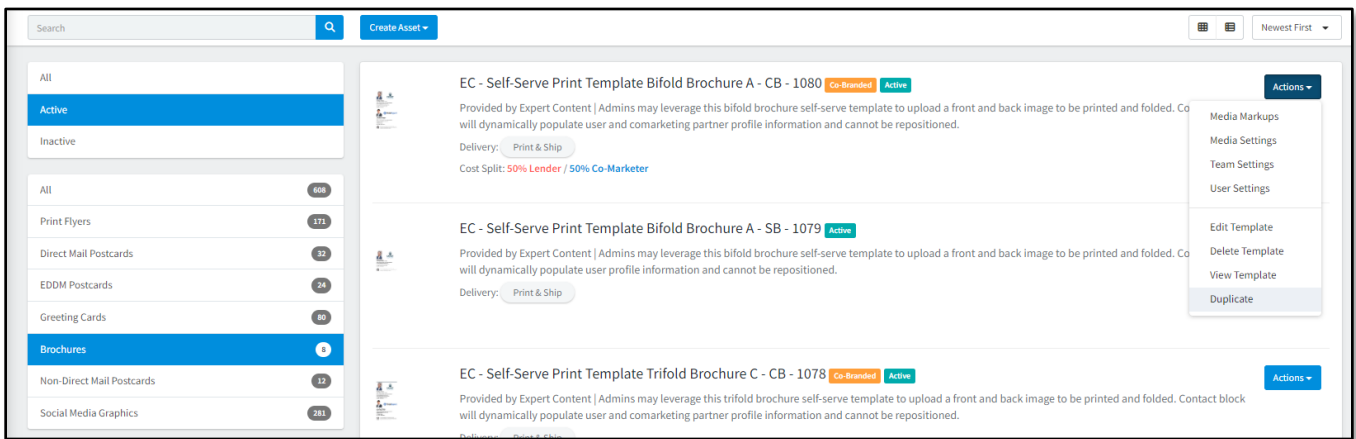 Search
Create Asset
Newest First
All
Active
Inactive
All 608
Print Flyers 171
Direct Mail Postcards 32
EDDM Postcards 24
Greeting Cards 80
Brochures 8
Non-Direct Mail Postcards 12
Social Media Graphics 281
EC - Self-Serve Print Template Bifold Brochure A - CB - 1080 Co-Branded Active
Provided by Expert Content | Admins may leverage this bifold brochure self-serve template to upload a front and back image to be printed and folded. Co
will dynamically populate user and comarketing partner profile information and cannot be repositioned.
Delivery: Print & Ship
Cost Split: 50% Lender / 50% Co-Marketer
Actions
Media Markups
Media Settings
Team Settings
User Settings
Edit Template
Delete Template
View Template
Duplicate
EC - Self-Serve Print Template Bifold Brochure A - SB - 1079 Active
Provided by Expert Content | Admins may leverage this bifold brochure self-serve template to upload a front and back image to be printed and folded. Co
will dynamically populate user profile information and cannot be repositioned.
Delivery: Print & Ship
EC - Self-Serve Print Template Trifold Brochure C - CB - 1078 Co-Branded Active
Actions
Provided by Expert Content | Admins may leverage this trifold brochure self-serve template to upload a front and back image to be printed and folded. Contact block
will dynamically populate user and comarketing partner profile information and cannot be repositioned.
Delivery: Print & Ship